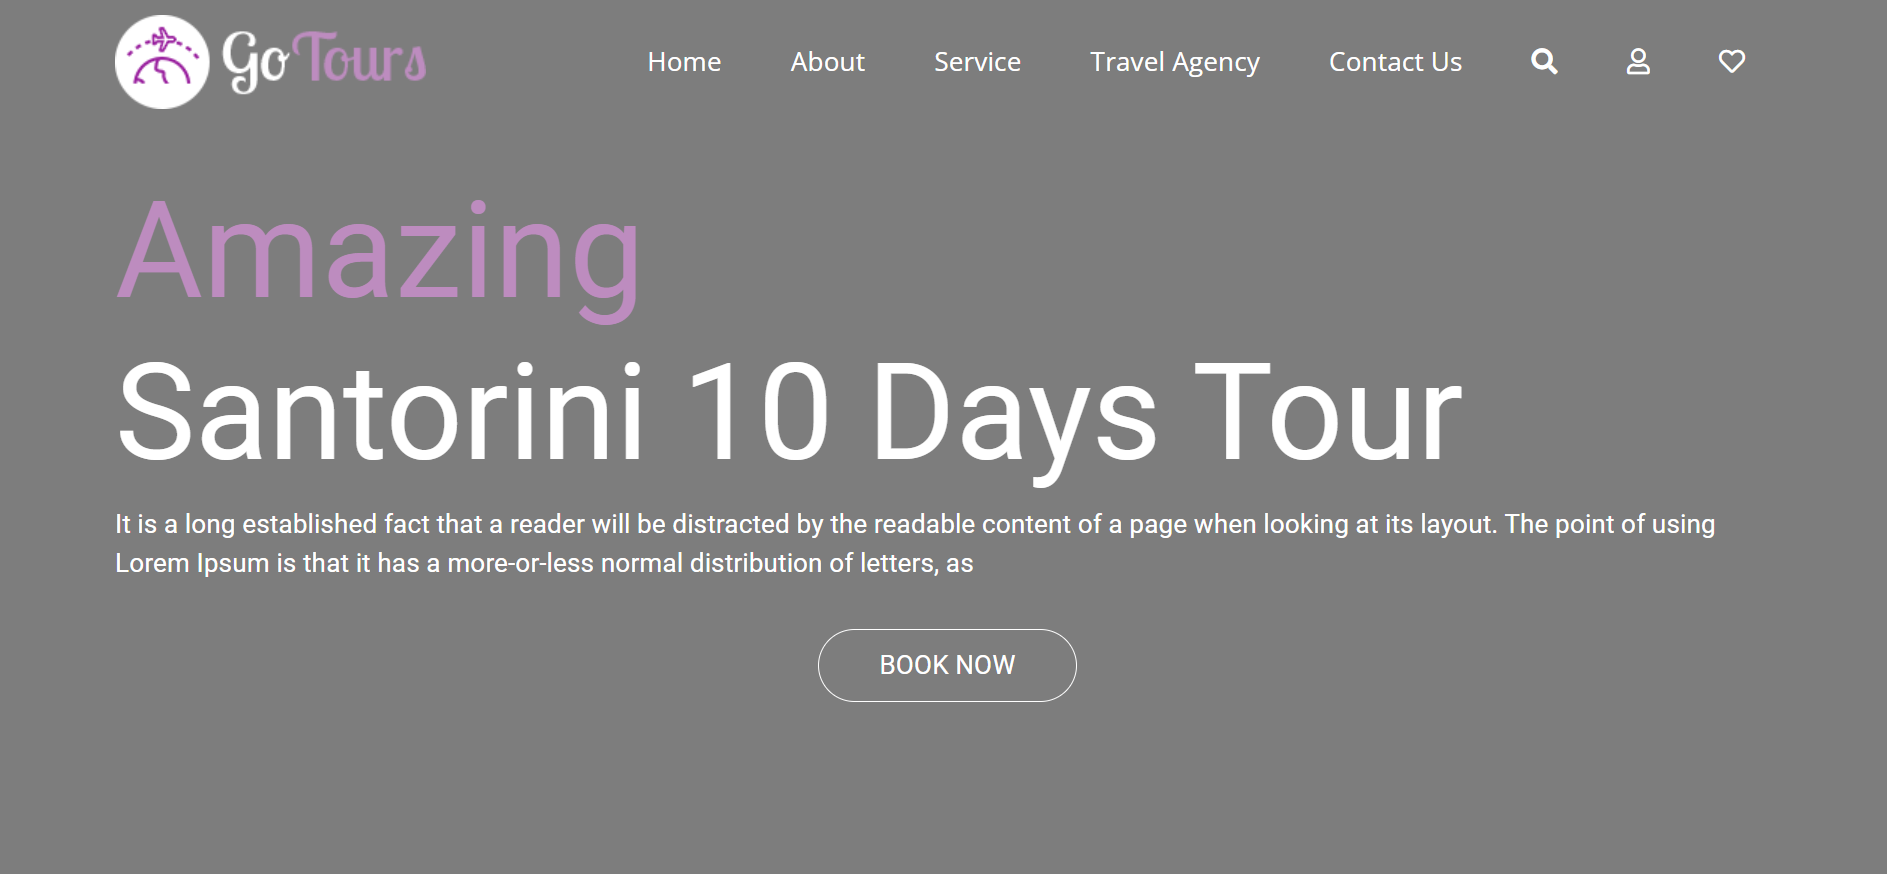 GoTours
Home About Service Travel Agency Contact Us
Amazing
Santorini 10 Days Tour
It is a long established fact that a reader will be distracted by the readable content of a page when looking at its layout. The point of using
Lorem Ipsum is that it has a more-or-less normal distribution of letters, as
BOOK NOW